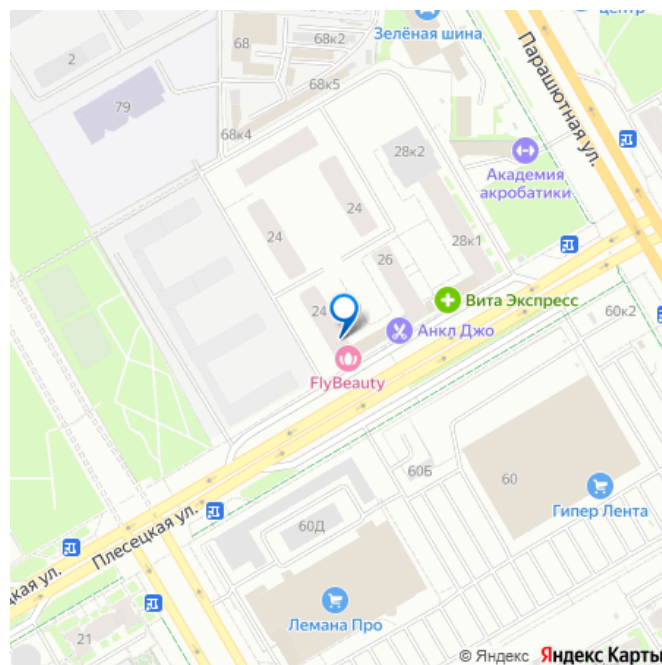 центр
Зелёная шина
68к2
68
2
68к5
Парашютная ул.
79
68к4
28к2
Академия
акробатики
24
24
28к1
26
Вита Экспресс
24
60к2
Анкл Джо
FlyBeauty
60Б
60
Гипер Лента
Плесецкая ул.
60Д
цкая ул.
Лемана Про
21
© Яндекс Яндекс Карты